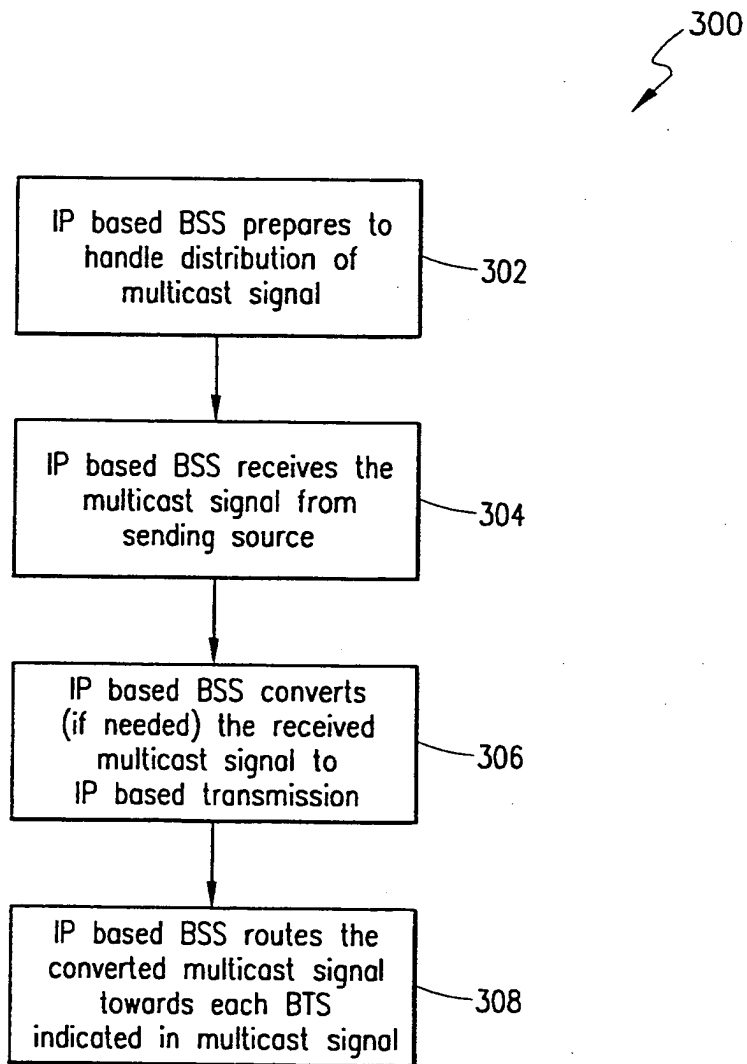 300
IP based BSS prepares to
handle distribution of
multicast signal
302
IP based BSS receives the
multicast signal from
sending source
304
IP based BSS converts
(if needed) the received
multicast signal to
IP based transmission
306
IP based BSS routes the
converted multicast signal
towards each BTS
indicated in multicast signal
308